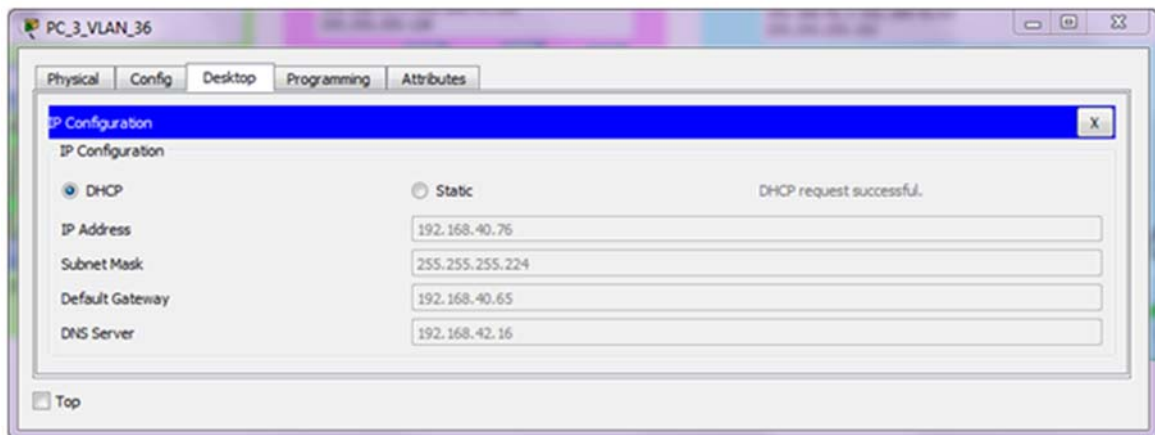 PC_3_VLAN_36
Physical Config Desktop Programming Attributes
IP Configuration X
IP Configuration
DHCP Static DHCP request successful.
IP Address 192.168.40.76
Subnet Mask 255.255.255.224
Default Gateway 192.168.40.65
DNS Server 192.168.42.16
Top